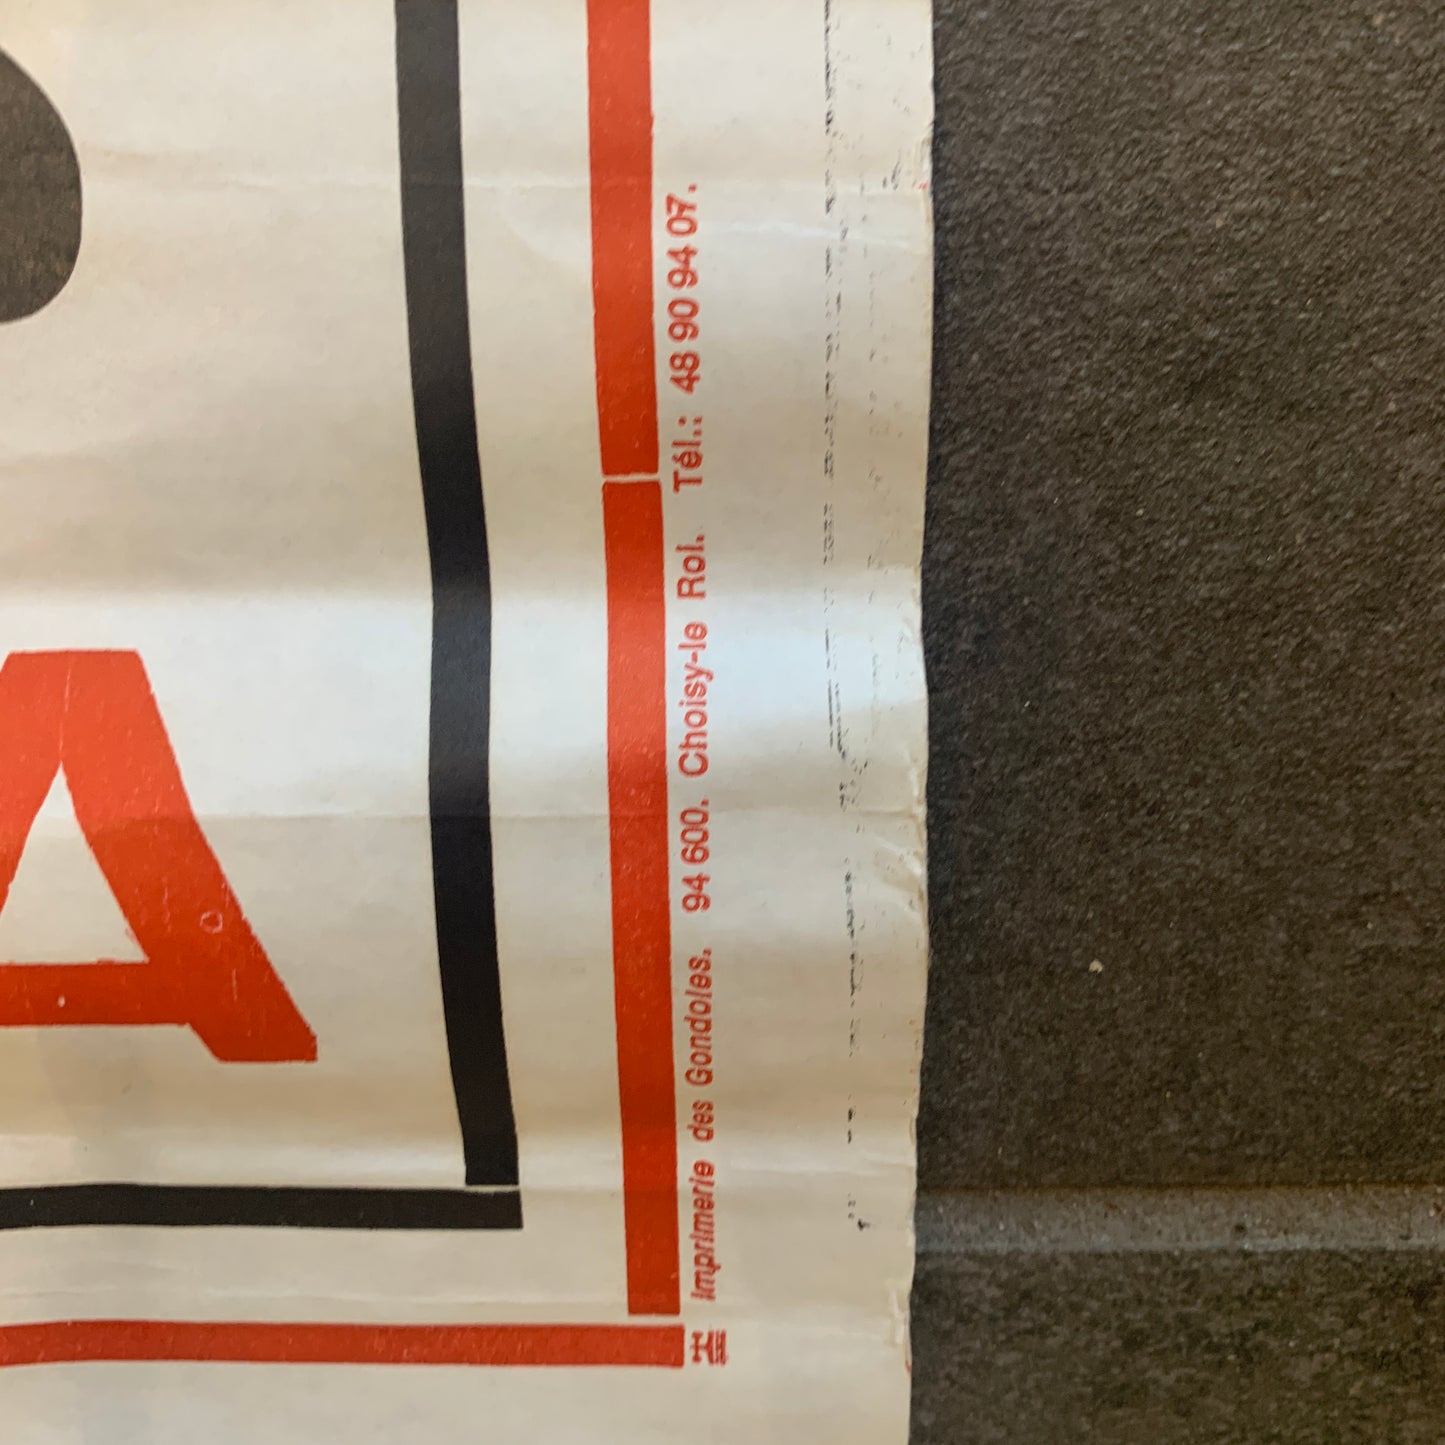 A
Imprimerie des Gondoles. 94 600. Choisy-le Roi. Tél.: 48 90 94 07.